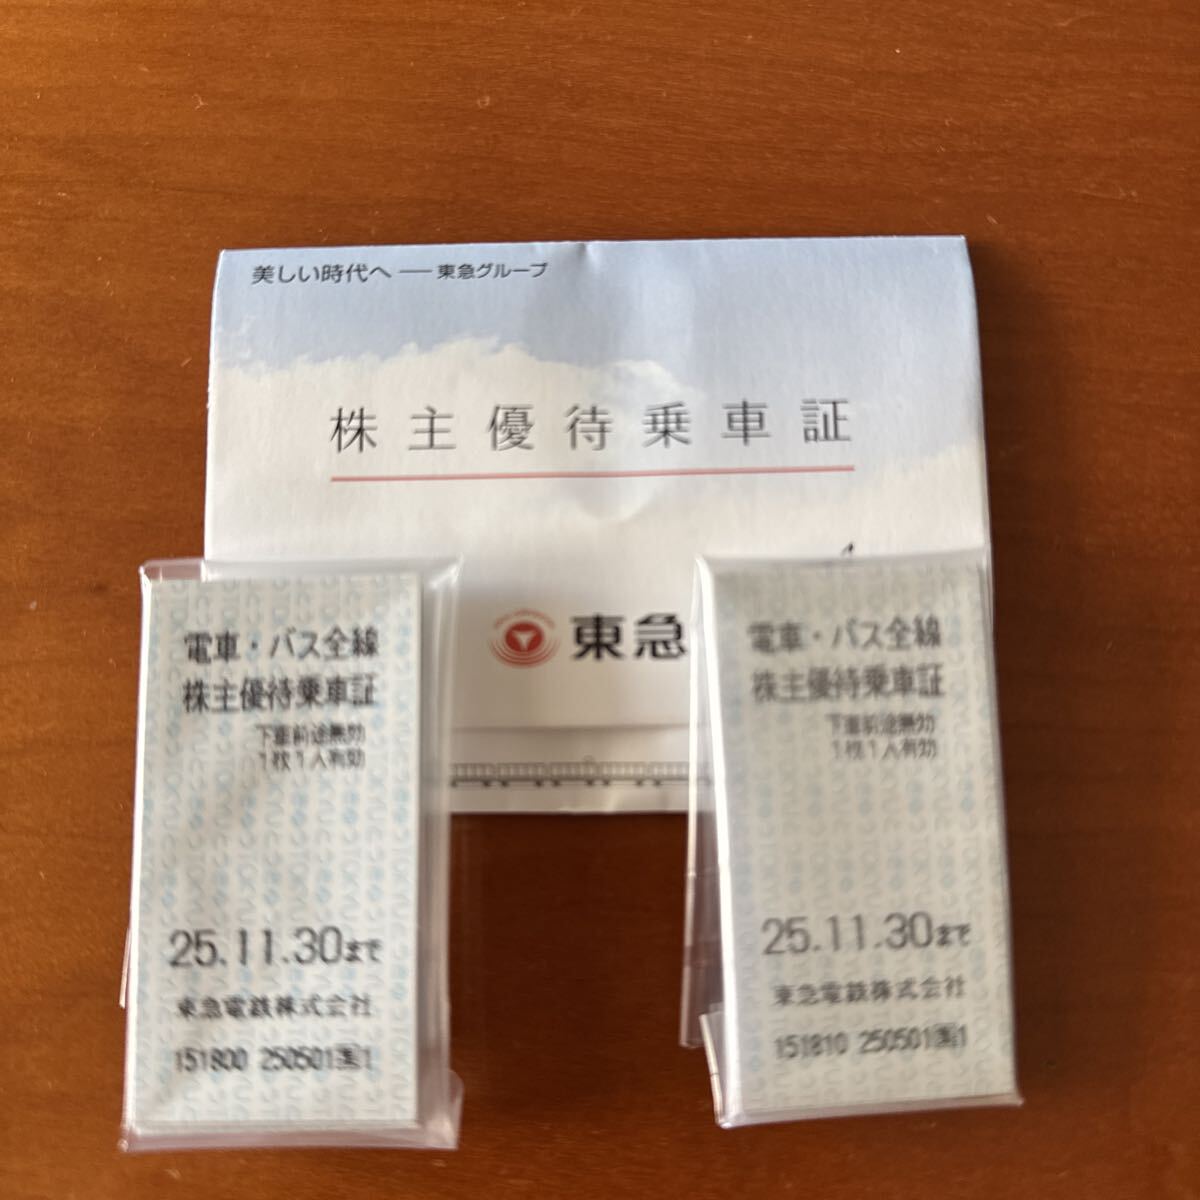 美しい時代へ ── 東急グループ
株主優待乗車証
東急
電車・バス全線
株主優待乗車証
下車前途無効
1枚1人有効
25.11.30まで
東急電鉄株式会社
151800 250501 1
電車・バス全線
株主優待乗車証
下車前途無効
1枚1人有効
25.11.30まで
東急電鉄株式会社
151810 250501 1